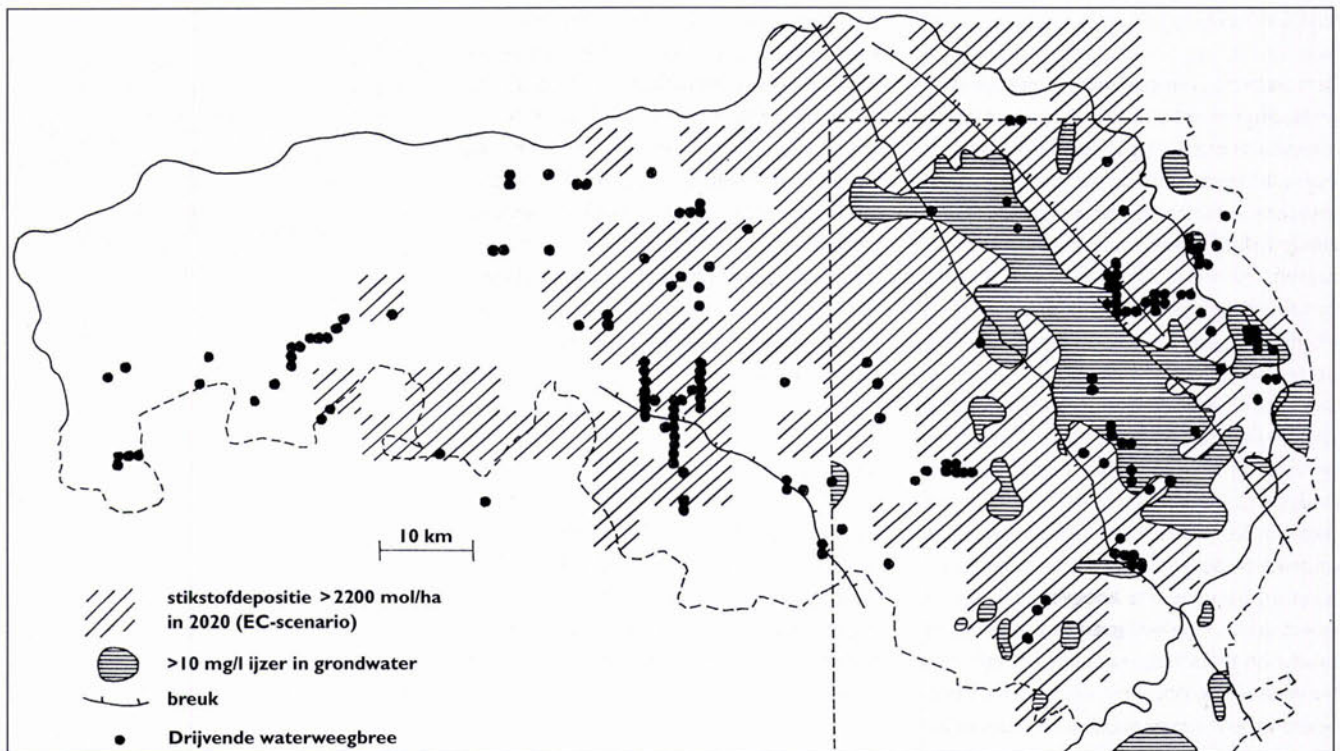 10 km
stikstofdepositie >2200 mol/ha
in 2020 (EC-scenario)
>10 mg/l ijzer in grondwater
breuk
Drijvende waterweegbree